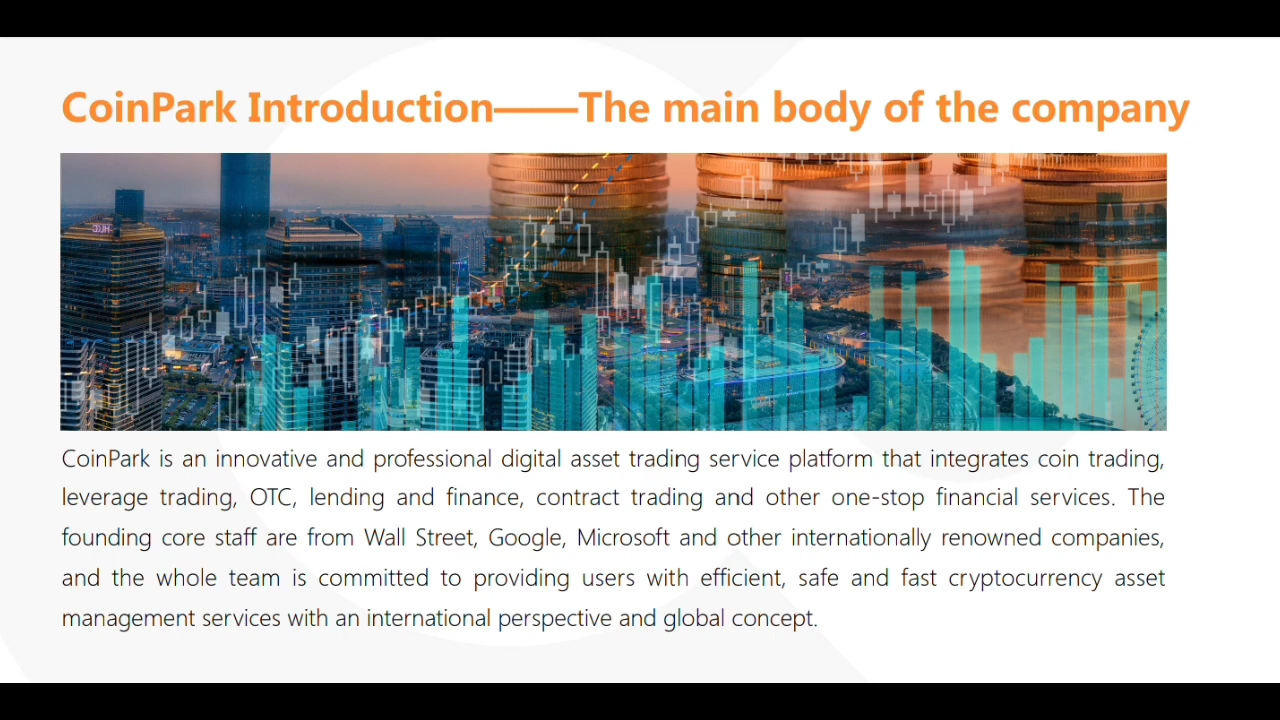 CoinPark Introduction——The main body of the company
CoinPark is an innovative and professional digital asset trading service platform that integrates coin trading,
leverage trading, OTC, lending and finance, contract trading and other one-stop financial services. The
founding core staff are from Wall Street, Google, Microsoft and other internationally renowned companies,
and the whole team is committed to providing users with efficient, safe and fast cryptocurrency asset
management services with an international perspective and global concept.